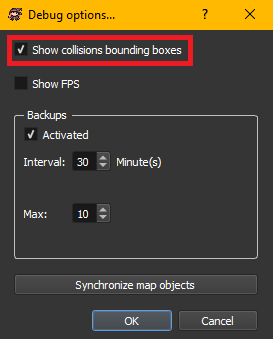 Debug options...
Show collisions bounding boxes
Show FPS
Backups
Activated
Interval: 30 Minute(s)
Max: 10
Synchronize map objects
OK Cancel